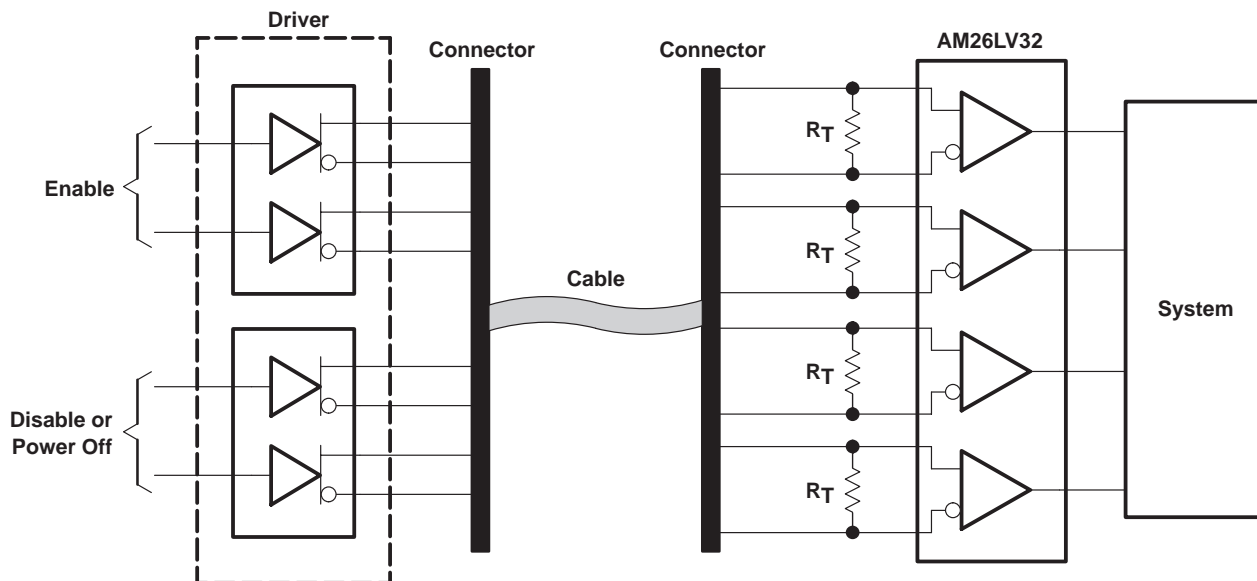 Driver
Connector
Connector
AM26LV32
Enable
Disable or
Power Off
Cable
RT
RT
RT
RT
System